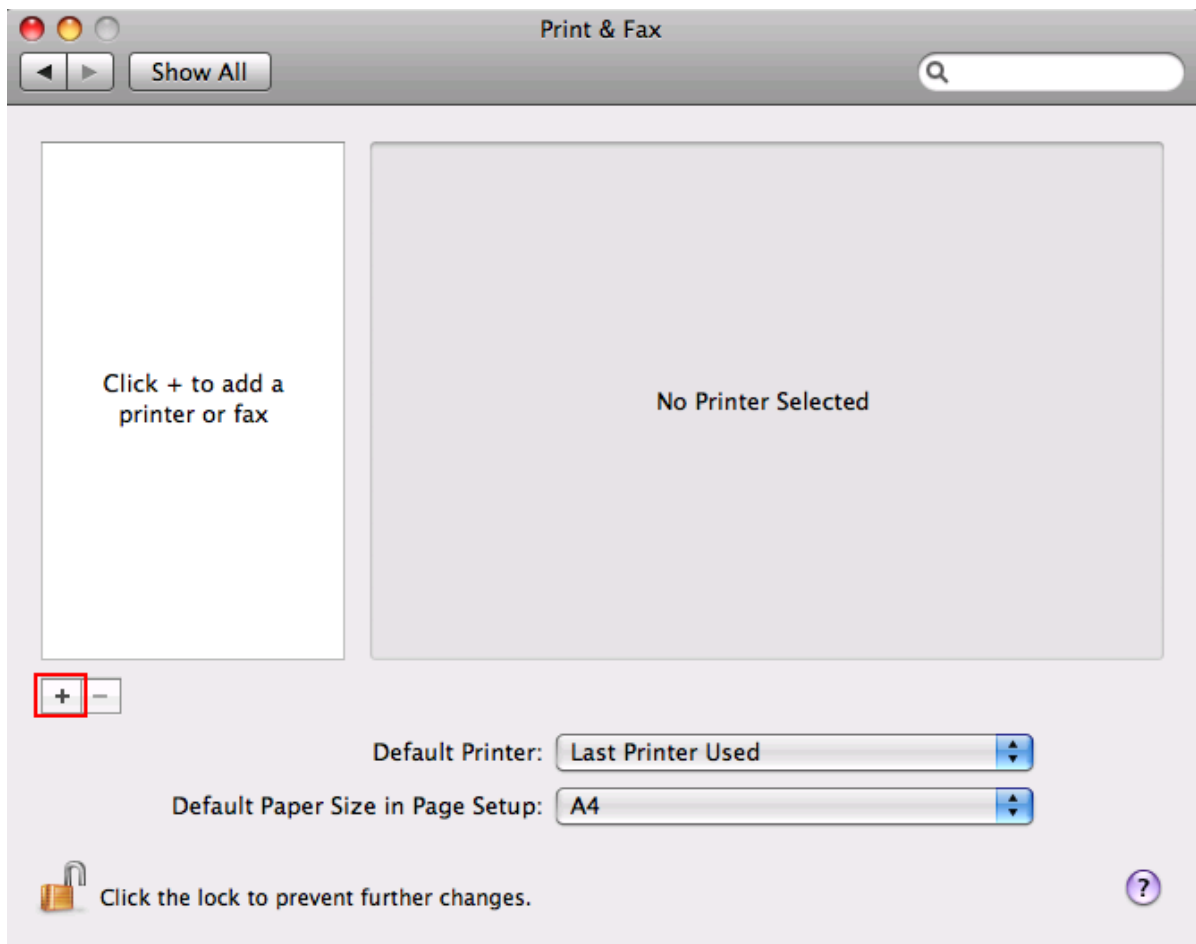 Print & Fax
Show All
Click + to add a
printer or fax
No Printer Selected
+ −
Default Printer: Last Printer Used
Default Paper Size in Page Setup: A4
Click the lock to prevent further changes.
?